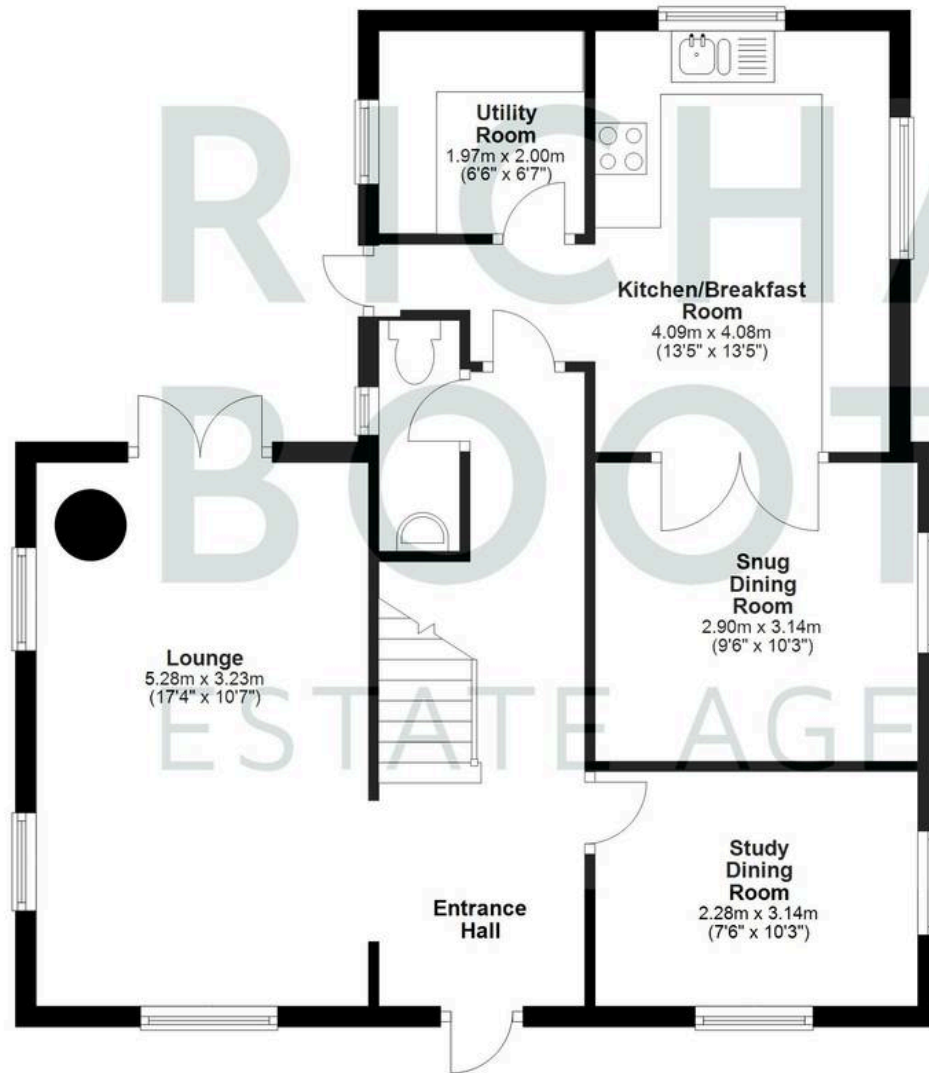 RICHA
BOOT
ESTATE AGE
Utility
Room
1.97m x 2.00m
(6'6" x 6'7")
Kitchen/Breakfast
Room
4.09m x 4.08m
(13'5" x 13'5")
Snug
Dining
Room
2.90m x 3.14m
(9'6" x 10'3")
Lounge
5.28m x 3.23m
(17'4" x 10'7")
Study
Dining
Room
2.28m x 3.14m
(7'6" x 10'3")
Entrance
Hall